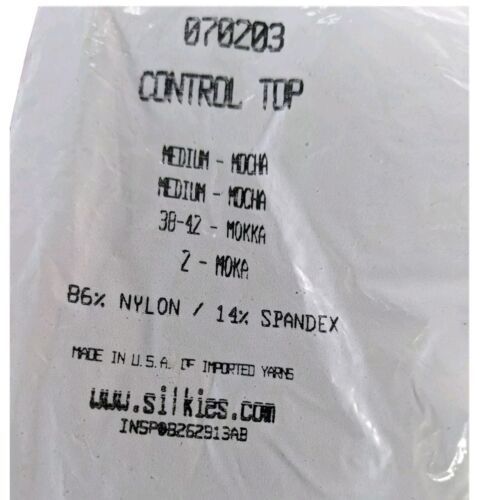 070203
CONTROL TOP
MEDIUM - MOCHA
MEDIUM - MOCHA
38-42 - MOKKA
2 - MOKA
86% NYLON / 14% SPANDEX
MADE IN U.S.A. OF IMPORTED YARNS
www.silkies.com
INSP08262913AB